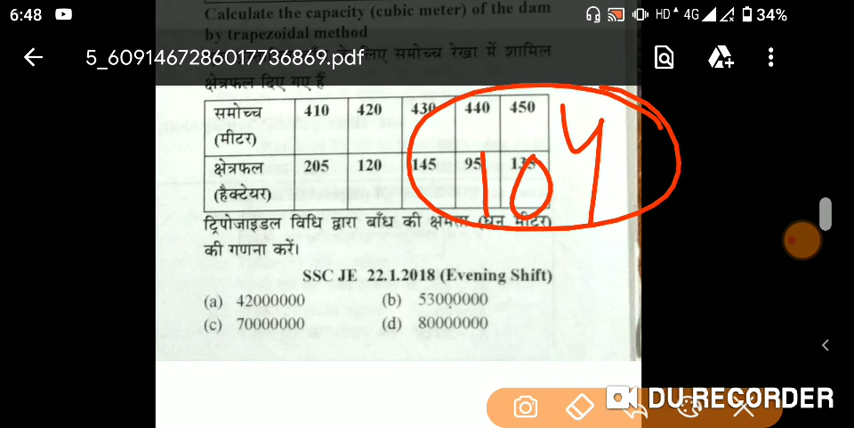 6:48 HD 4G 34%
Calculate the capacity (cubic meter) of the dam
by trapezoidal method
5_6091467286017736869.pdf
लिए समोच्च रेखा में शामिल
क्षेत्रफल दिए गए हैं
समोच्च (मीटर) 410 420 430 440 450
क्षेत्रफल (हैक्टेयर) 205 120 145 95
104
ट्रिपोजाइडल विधि द्वारा बाँध की क्षमता (घन मीटर)
की गणना करें।
SSC JE 22.1.2018 (Evening Shift)
(a) 42000000 (b) 53000000
(c) 70000000 (d) 80000000
DU RECORDER